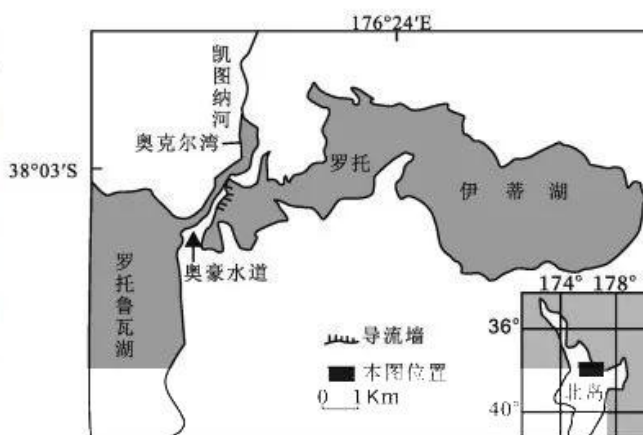 176°24′E
凯图纳河
奥克尔湾
38°03′S
罗托
伊蒂湖
奥豪水道
罗托鲁瓦湖
导流墙
本图位置
0 1Km
174° 178°
36°
北岛
40°